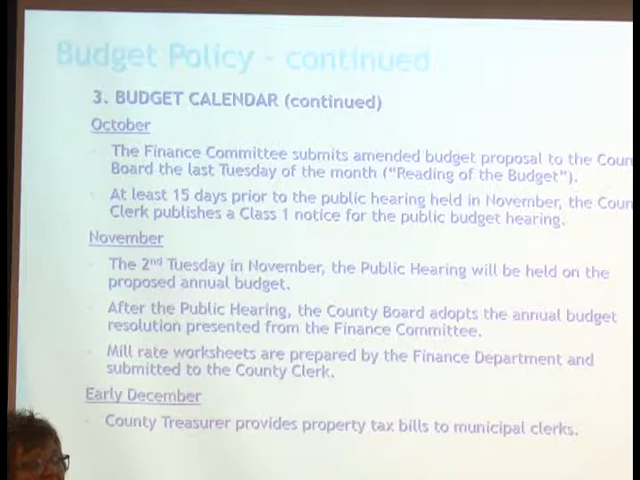 Budget Policy - continued
3. BUDGET CALENDAR (continued)
October
The Finance Committee submits amended budget proposal to the Coun
Board the last Tuesday of the month ("Reading of the Budget").
At least 15 days prior to the public hearing held in November, the Coun
Clerk publishes a Class 1 notice for the public budget hearing.
November
The 2nd Tuesday in November, the Public Hearing will be held on the
proposed annual budget.
After the Public Hearing, the County Board adopts the annual budget
resolution presented from the Finance Committee.
Mill rate worksheets are prepared by the Finance Department and
submitted to the County Clerk.
Early December
County Treasurer provides property tax bills to municipal clerks.